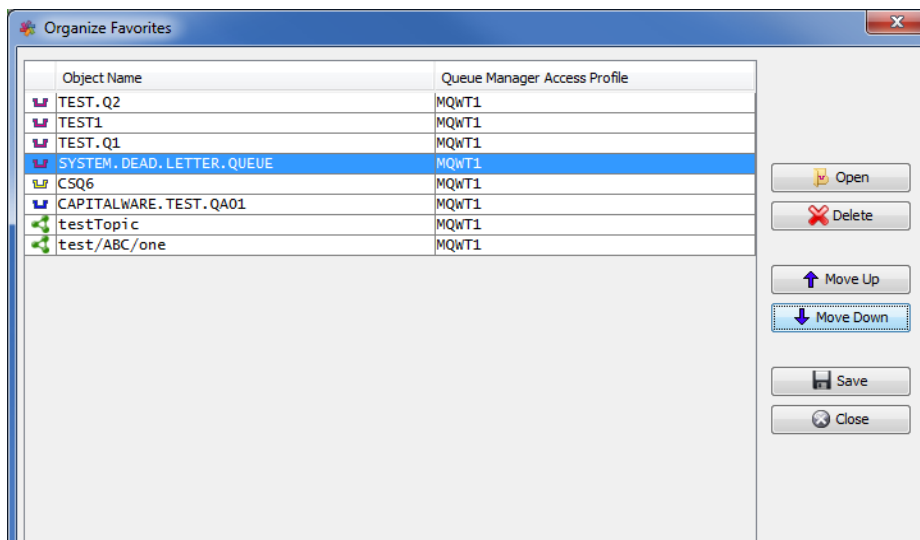 Organize Favorites
Object Name Queue Manager Access Profile
TEST.Q2 MQWT1
TEST1 MQWT1
TEST.Q1 MQWT1
SYSTEM.DEAD.LETTER.QUEUE MQWT1
CSQ6 MQWT1
CAPITALWARE.TEST.QA01 MQWT1
testTopic MQWT1
test/ABC/one MQWT1
Open
Delete
Move Up
Move Down
Save
Close